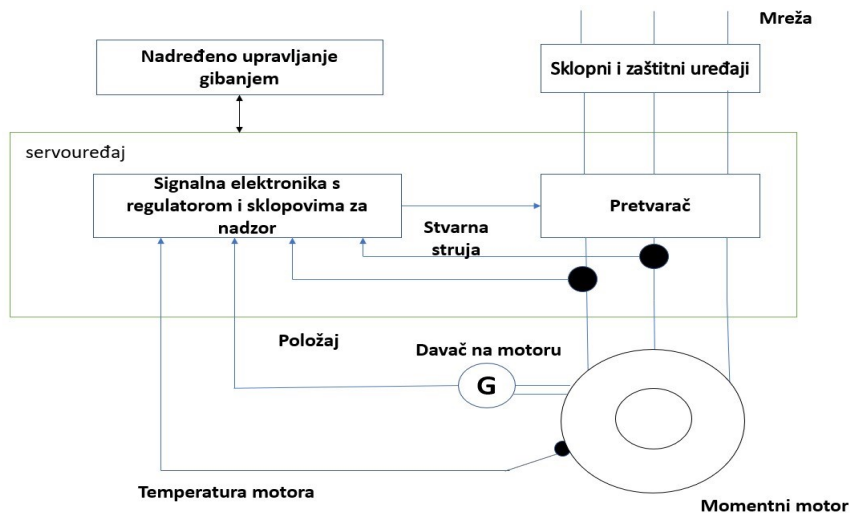 Mreža
Nadređeno upravljanje
gibanjem
Sklopni i zaštitni uređaji
servouređaj
Signalna elektronika s
regulatorom i sklopovima za
nadzor
Pretvarač
Stvarna
struja
Položaj
Davač na motoru
G
Temperatura motora
Momentni motor